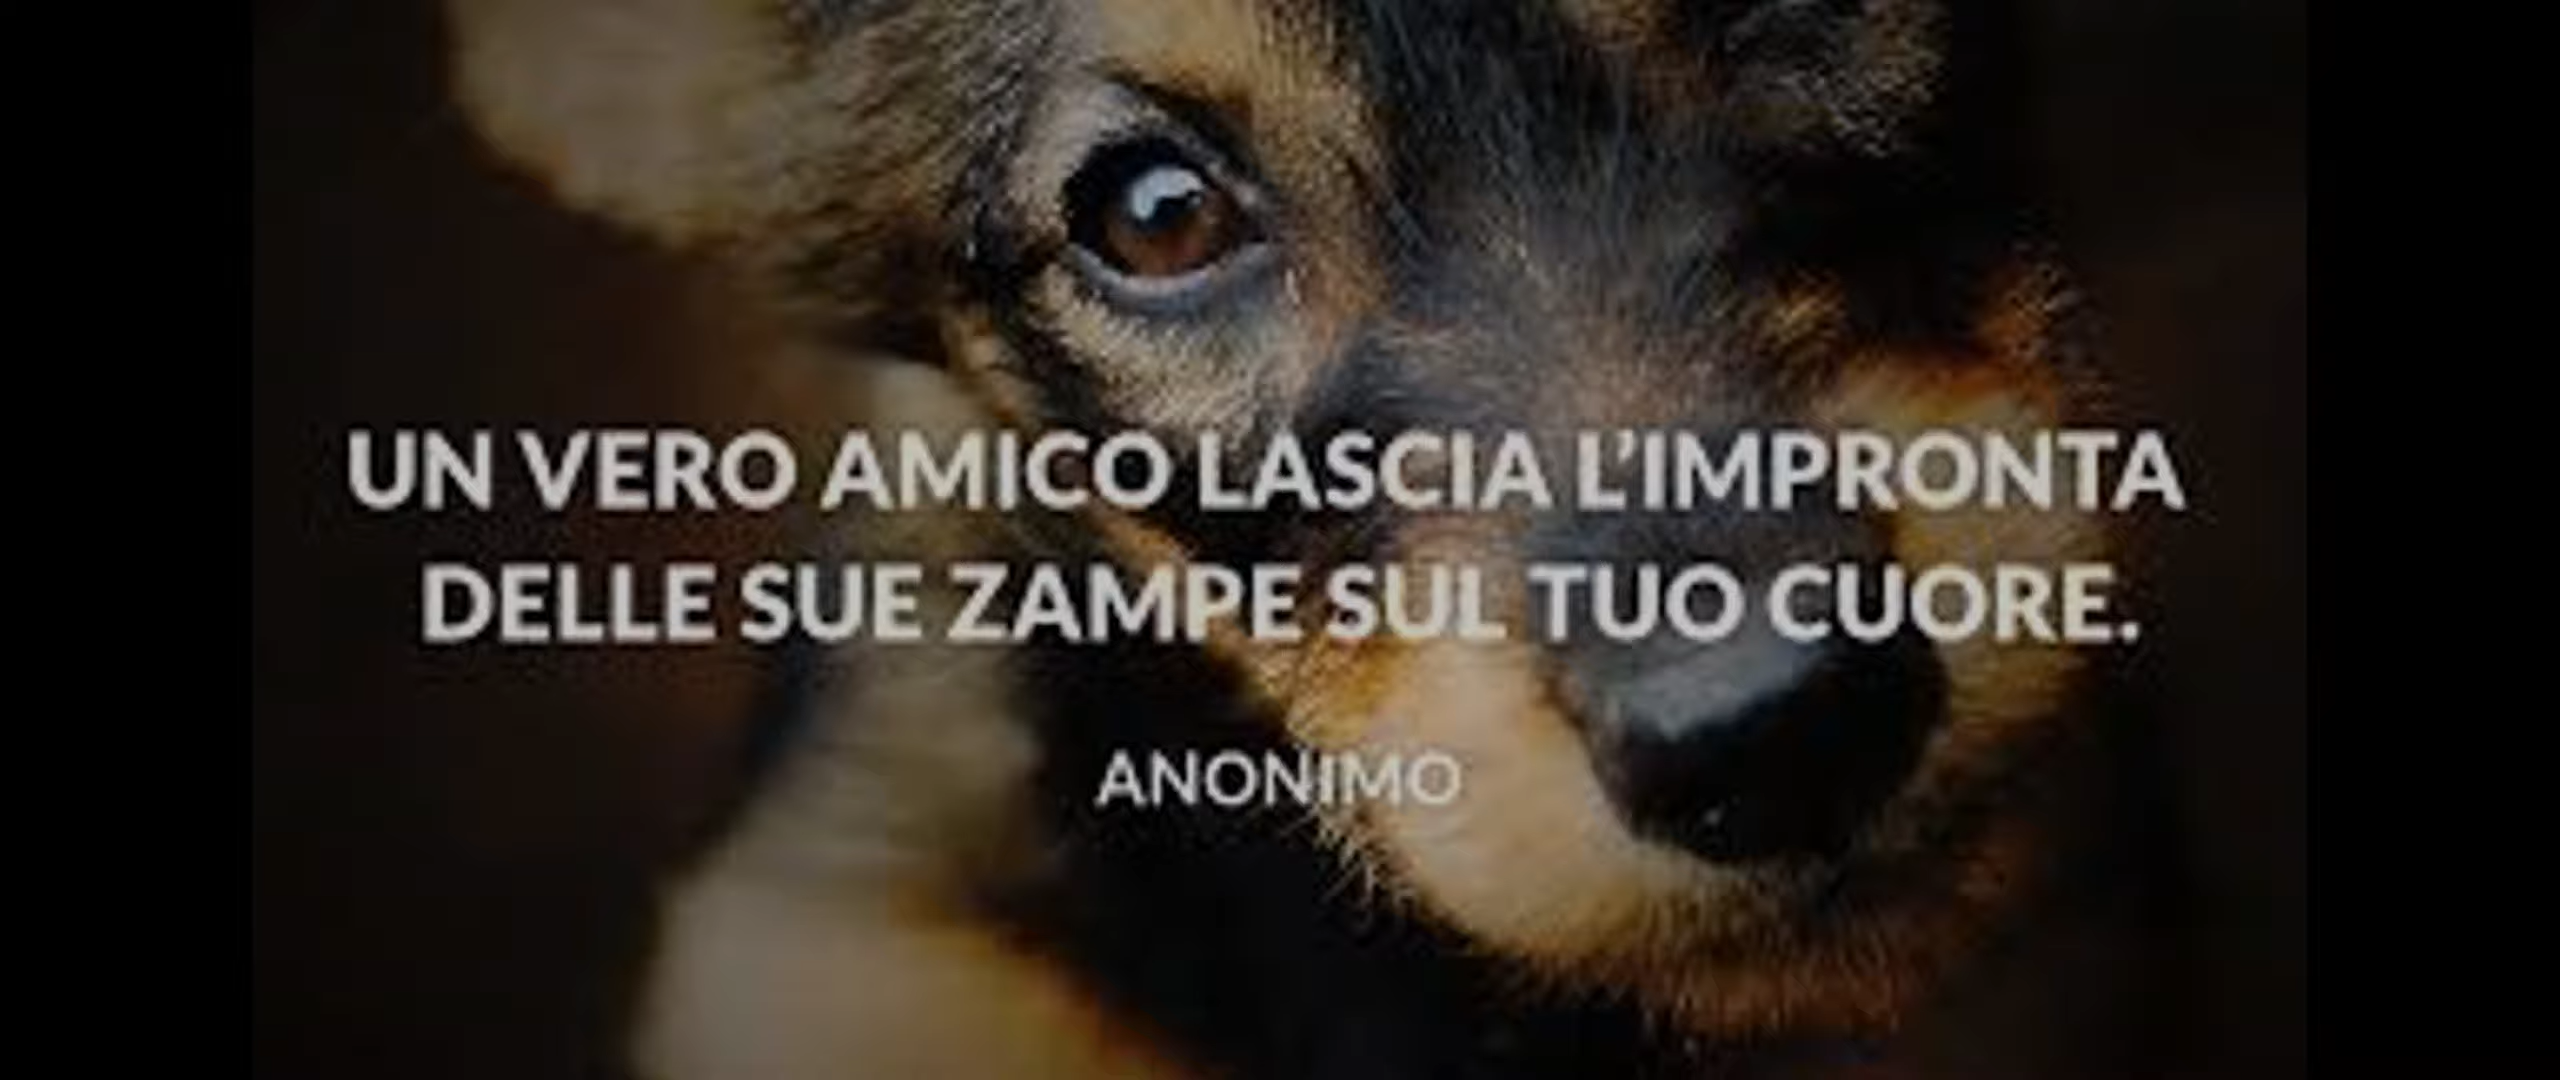 UN VERO AMICO LASCIA L’IMPRONTA
DELLE SUE ZAMPE SUL TUO CUORE.
ANONIMO